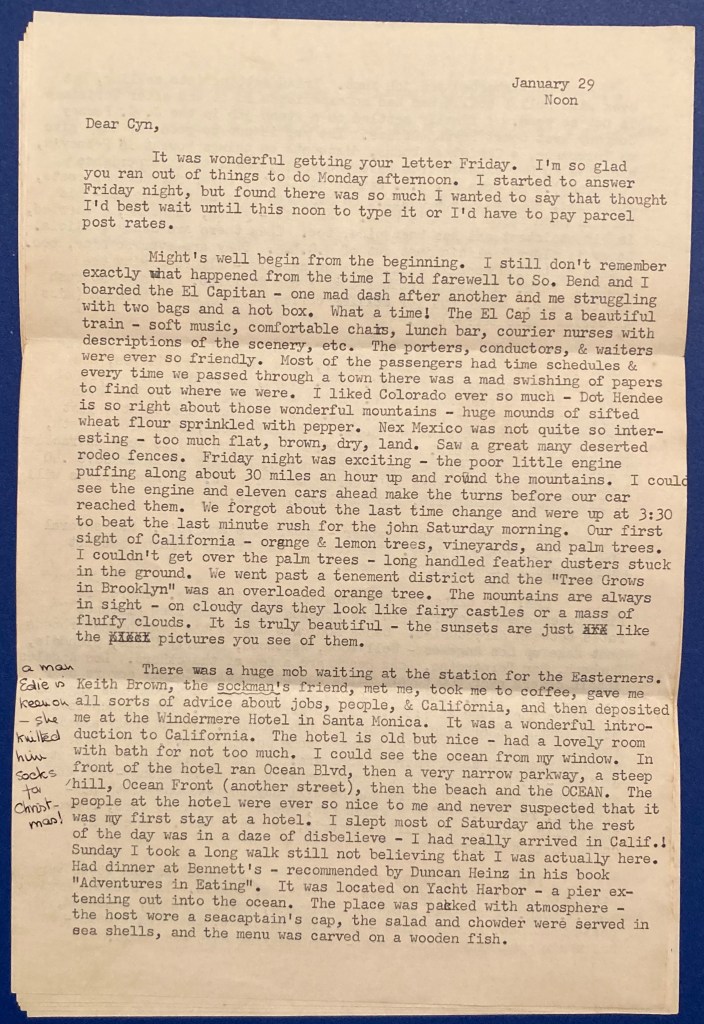 January 29
Noon
Dear Cyn,
It was wonderful getting your letter Friday. I'm so glad
you ran out of things to do Monday afternoon. I started to answer
Friday night, but found there was so much I wanted to say that thought
I'd best wait until this noon to type it or I'd have to pay parcel
post rates.
Might's well begin from the beginning. I still don't remember
exactly what happened from the time I bid farewell to So. Bend and I
boarded the El Capitan - one mad dash after another and me struggling
with two bags and a hot box. What a time! The El Cap is a beautiful
train - soft music, comfortable chairs, lunch bar, courier nurses with
descriptions of the scenery, etc. The porters, conductors, & waiters
were ever so friendly. Most of the passengers had time schedules &
every time we passed through a town there was a mad swishing of papers
to find out where we were. I liked Colorado ever so much - Dot Hendee
is so right about those wonderful mountains - huge mounds of sifted
wheat flour sprinkled with pepper. Nex Mexico was not quite so inter-
esting - too much flat, brown, dry, land. Saw a great many deserted
rodeo fences. Friday night was exciting - the poor little engine
puffing along about 30 miles an hour up and round the mountains. I could
see the engine and eleven cars ahead make the turns before our car
reached them. We forgot about the last time change and were up at 3:30
to beat the last minute rush for the john Saturday morning. Our first
sight of California - orange & lemon trees, vineyards, and palm trees.
I couldn't get over the palm trees - long handled feather dusters stuck
in the ground. We went past a tenement district and the "Tree Grows
in Brooklyn" was an overloaded orange tree. The mountains are always
in sight - on cloudy days they look like fairy castles or a mass of
fluffy clouds. It is truly beautiful - the sunsets are just like
the pictures you see of them.
There was a huge mob waiting at the station for the Easterners.
Keith Brown, the sockman's friend, met me, took me to coffee, gave me
all sorts of advice about jobs, people, & California, and then deposited
me at the Windermere Hotel in Santa Monica. It was a wonderful intro-
duction to California. The hotel is old but nice - had a lovely room
with bath for not too much. I could see the ocean from my window. In
front of the hotel ran Ocean Blvd, then a very narrow parkway, a steep
hill, Ocean Front (another street), then the beach and the OCEAN. The
people at the hotel were ever so nice to me and never suspected that it
was my first stay at a hotel. I slept most of Saturday and the rest
of the day was in a daze of disbelieve - I had really arrived in Calif.!
Sunday I took a long walk still not believing that I was actually here.
Had dinner at Bennett's - recommended by Duncan Heinz in his book
"Adventures in Eating". It was located on Yacht Harbor - a pier ex-
tending out into the ocean. The place was packed with atmosphere -
the host wore a seacaptain's cap, the salad and chowder were served in
sea shells, and the menu was carved on a wooden fish.
a man
Edie is
keen on
- she
knitted
him
socks
for
Christ-
mas!